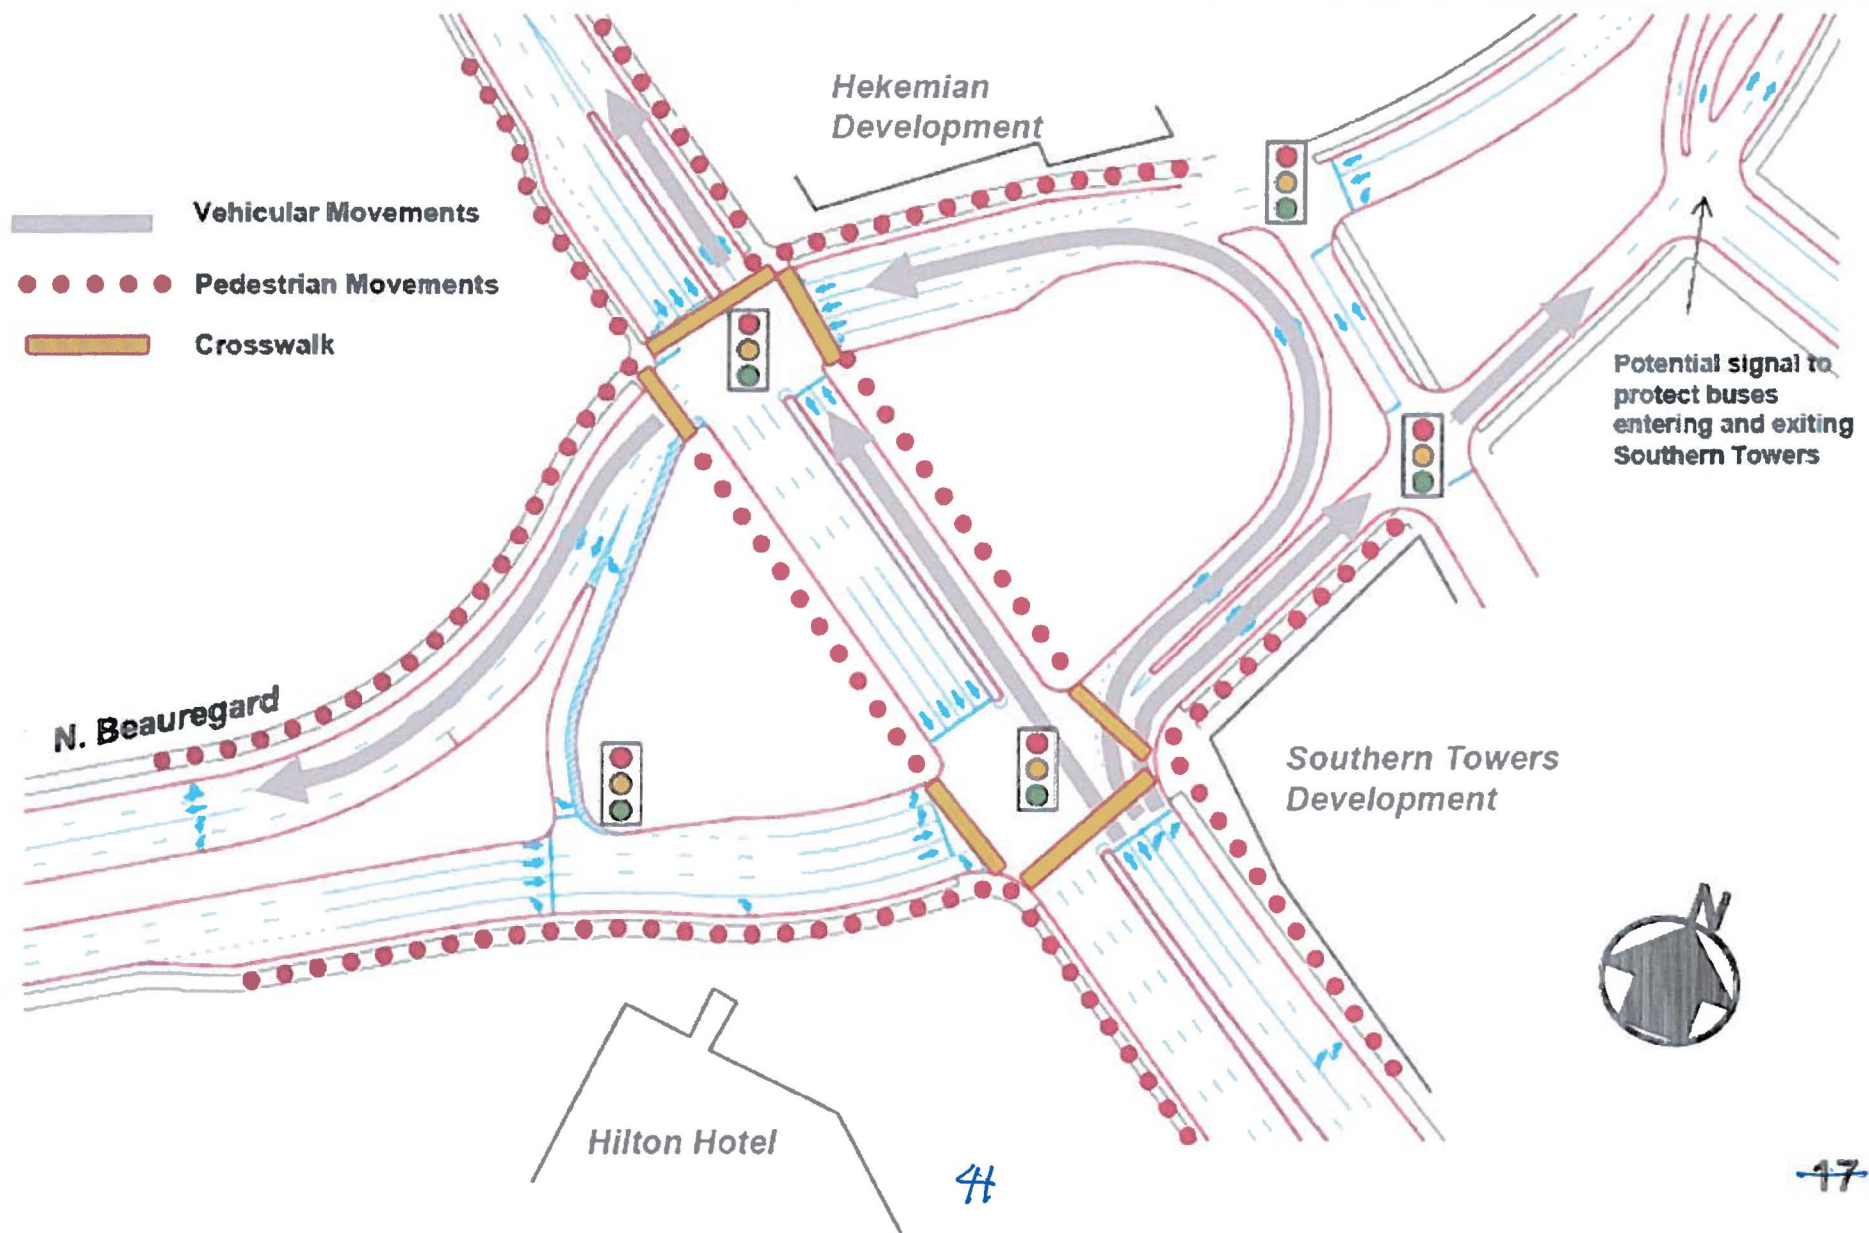 Hekemian
Development
Vehicular Movements
Pedestrian Movements
Crosswalk
Potential signal to
protect buses
entering and exiting
Southern Towers
N. Beauregard
Southern Towers
Development
N
Hilton Hotel
17